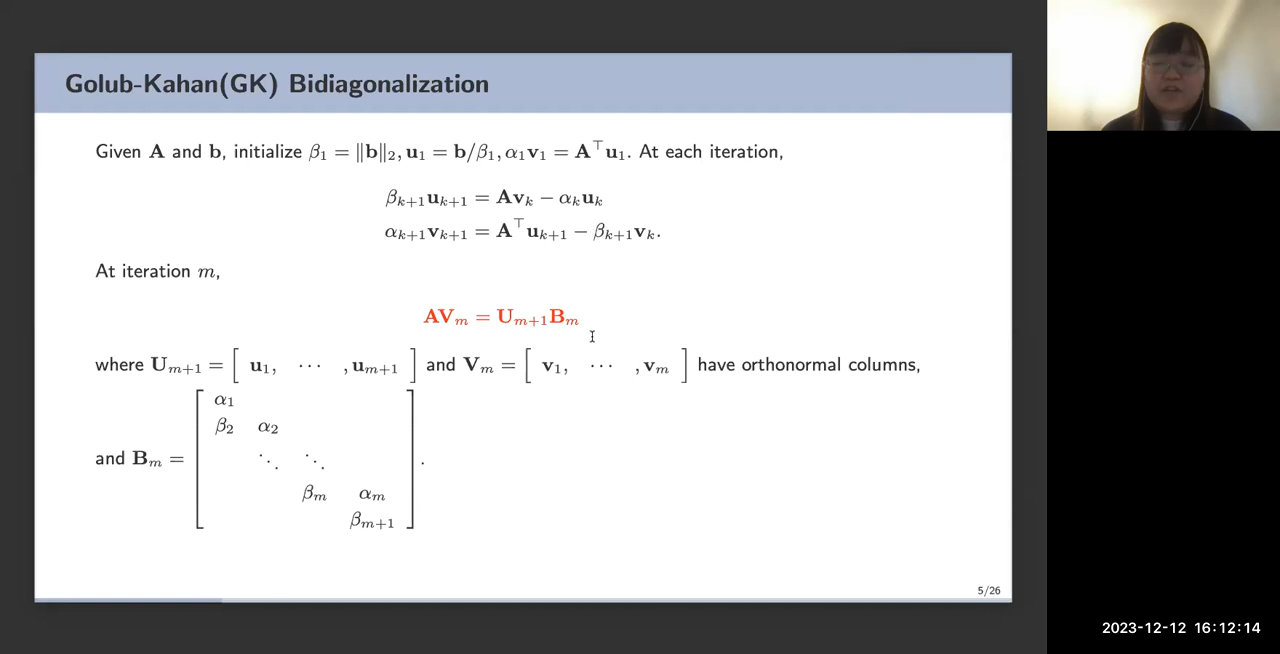 Golub-Kahan(GK) Bidiagonalization
Given A and b, initialize β₁ = ‖b‖₂, u₁ = b/β₁, α₁v₁ = A⊤u₁. At each iteration,
βₖ₊₁uₖ₊₁ = Avₖ − αₖuₖ
αₖ₊₁vₖ₊₁ = A⊤uₖ₊₁ − βₖ₊₁vₖ.
At iteration m,
AVₘ = Uₘ₊₁Bₘ
where Uₘ₊₁ = [ u₁, ⋯ , uₘ₊₁ ] and Vₘ = [ v₁, ⋯ , vₘ ] have orthonormal columns,
α₁
β₂ α₂
and Bₘ = [ ⋱ ⋱ ] .
βₘ αₘ
βₘ₊₁
5/26
2023-12-12 16:12:14